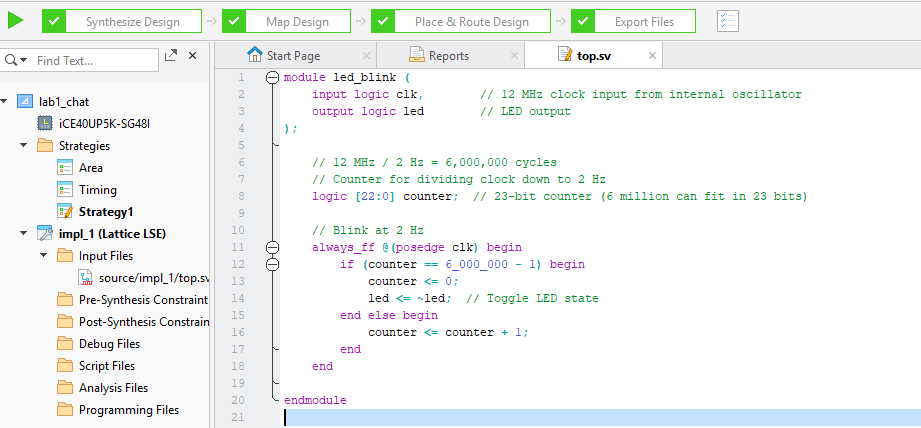 Synthesize Design
Map Design
Place & Route Design
Export Files
Find Text...
lab1_chat
iCE40UP5K-SG48I
Strategies
Area
Timing
Strategy1
impl_1 (Lattice LSE)
Input Files
source/impl_1/top.sv
Pre-Synthesis Constraint
Post-Synthesis Constrain
Debug Files
Script Files
Analysis Files
Programming Files
Start Page
Reports
top.sv
1 module led_blink (
2 input logic clk, // 12 MHz clock input from internal oscillator
3 output logic led // LED output
4 );
5
6 // 12 MHz / 2 Hz = 6,000,000 cycles
7 // Counter for dividing clock down to 2 Hz
8 logic [22:0] counter; // 23-bit counter (6 million can fit in 23 bits)
9
10 // Blink at 2 Hz
11 always_ff @(posedge clk) begin
12 if (counter == 6_000_000 - 1) begin
13 counter <= 0;
14 led <= ~led; // Toggle LED state
15 end else begin
16 counter <= counter + 1;
17 end
18 end
19
20 endmodule
21